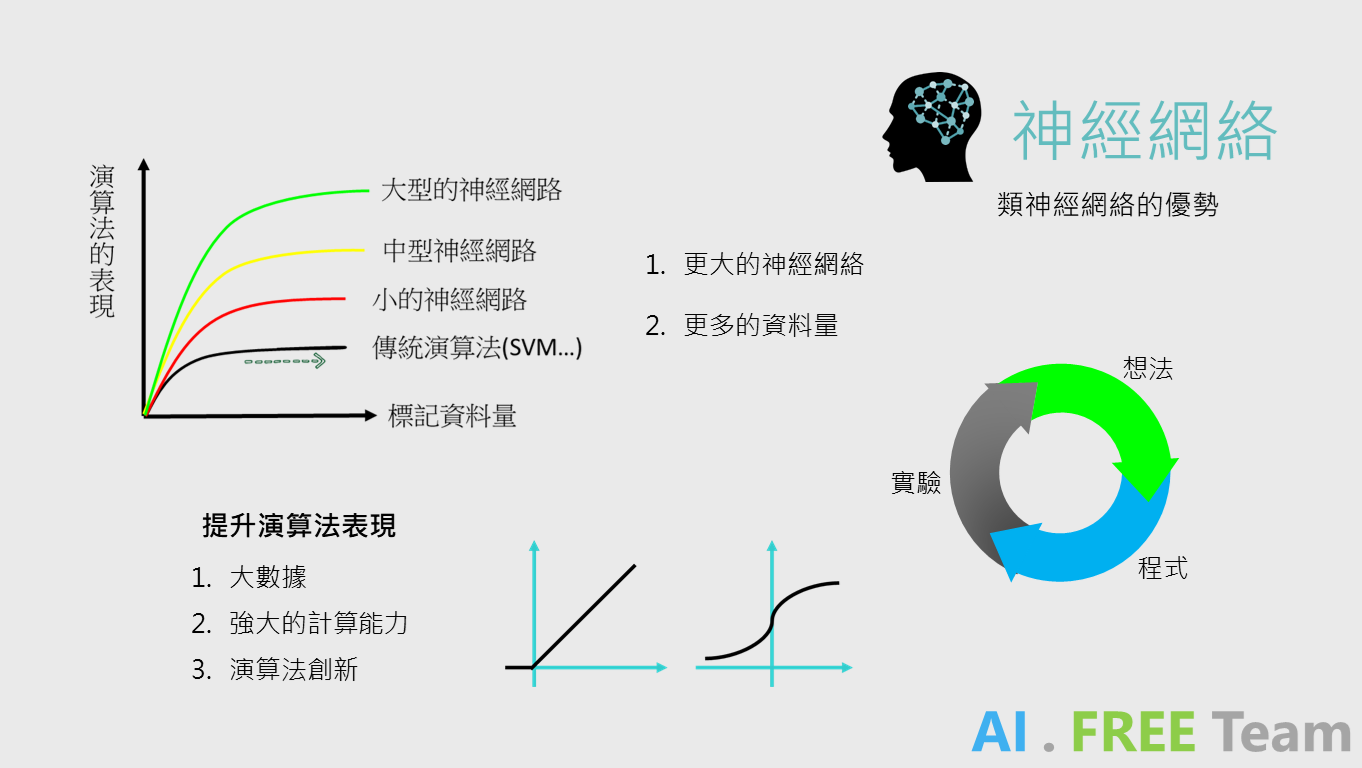 神經網絡
類神經網絡的優勢
演算法的表現
大型的神經網路
中型神經網路
小的神經網路
傳統演算法(SVM...)
標記資料量
1. 更大的神經網絡
2. 更多的資料量
想法
實驗
程式
提升演算法表現
1. 大數據
2. 強大的計算能力
3. 演算法創新
AI . FREE Team